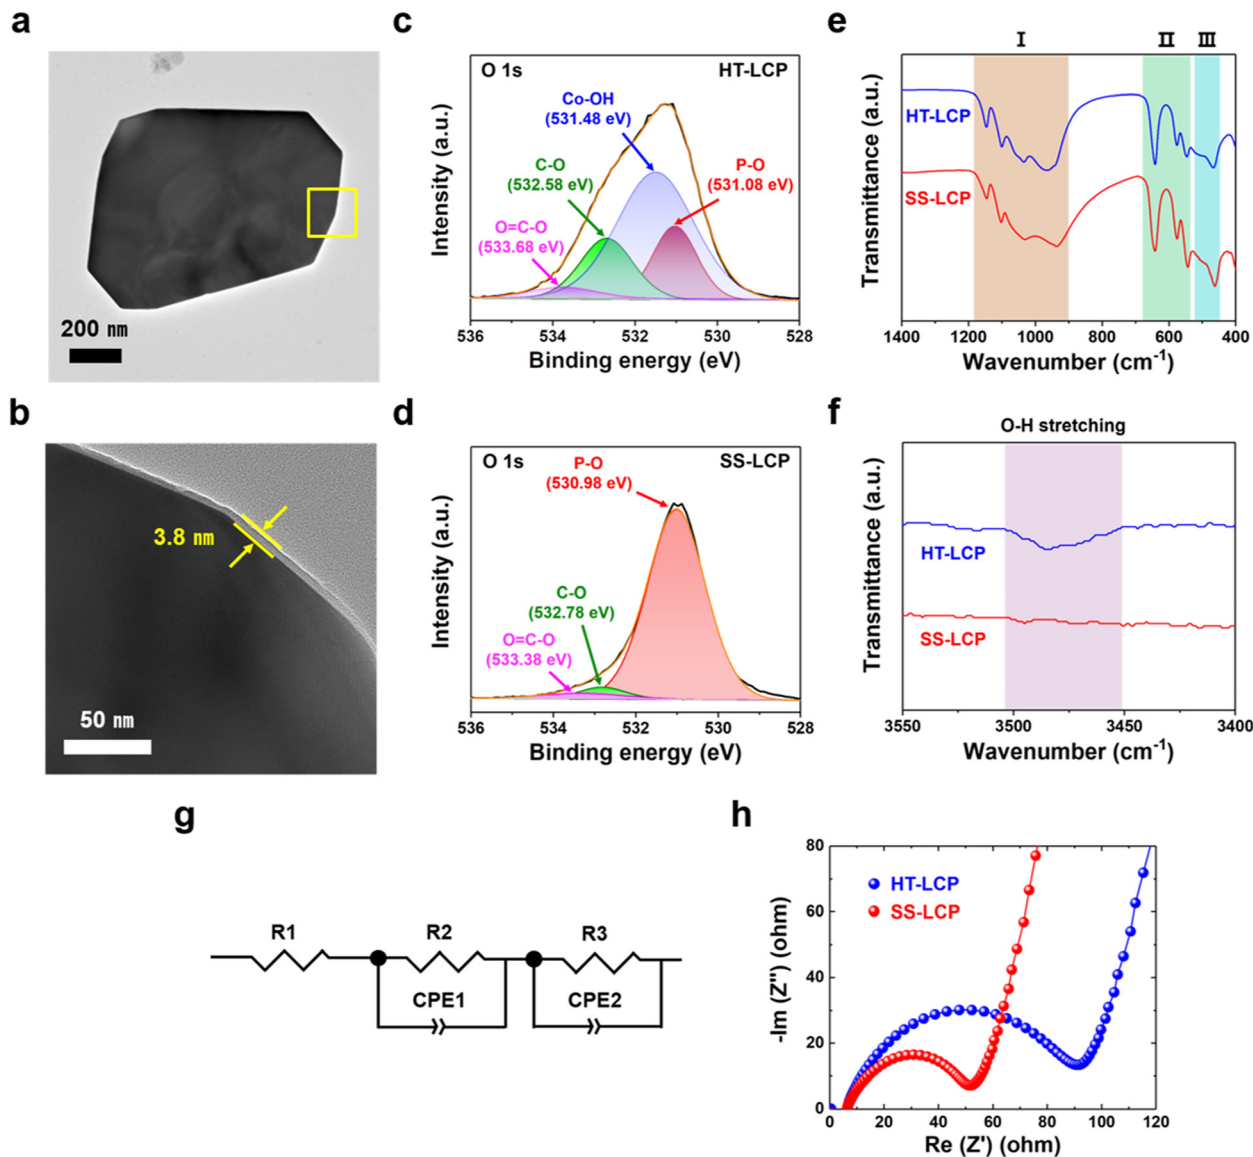 a
200 nm
b
3.8 nm
50 nm
c
O 1s
HT-LCP
Co-OH
(531.48 eV)
C-O
(532.58 eV)
P-O
(531.08 eV)
O=C-O
(533.68 eV)
Intensity (a.u.)
536 534 532 530 528
Binding energy (eV)
d
O 1s
SS-LCP
P-O
(530.98 eV)
C-O
(532.78 eV)
O=C-O
(533.38 eV)
Intensity (a.u.)
536 534 532 530 528
Binding energy (eV)
e
I II III
HT-LCP
SS-LCP
Transmittance (a.u.)
1400 1200 1000 800 600 400
Wavenumber (cm⁻¹)
f
O-H stretching
HT-LCP
SS-LCP
Transmittance (a.u.)
3550 3500 3450 3400
Wavenumber (cm⁻¹)
g
R1 R2 R3
CPE1 CPE2
h
HT-LCP
SS-LCP
-Im (Z'') (ohm)
80
60
40
20
0
0 20 40 60 80 100 120
Re (Z') (ohm)